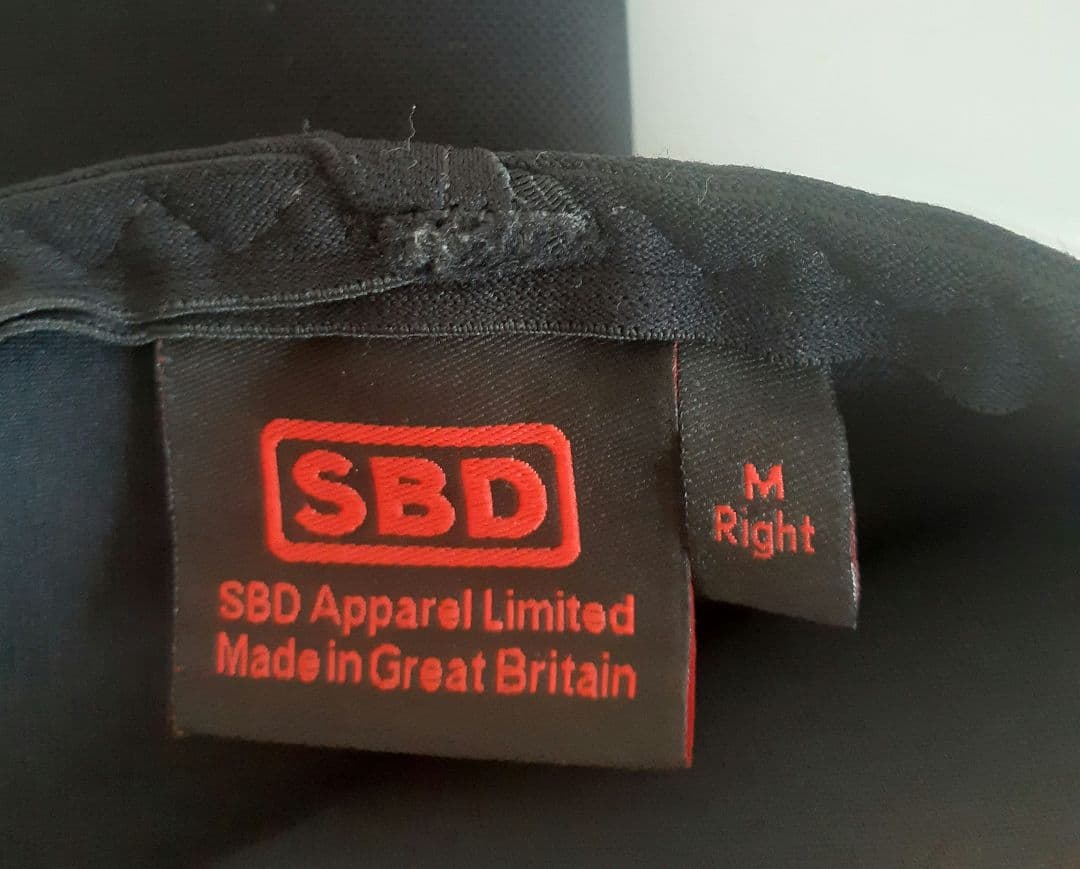 SBD
SBD Apparel Limited
Made in Great Britain
M
Right